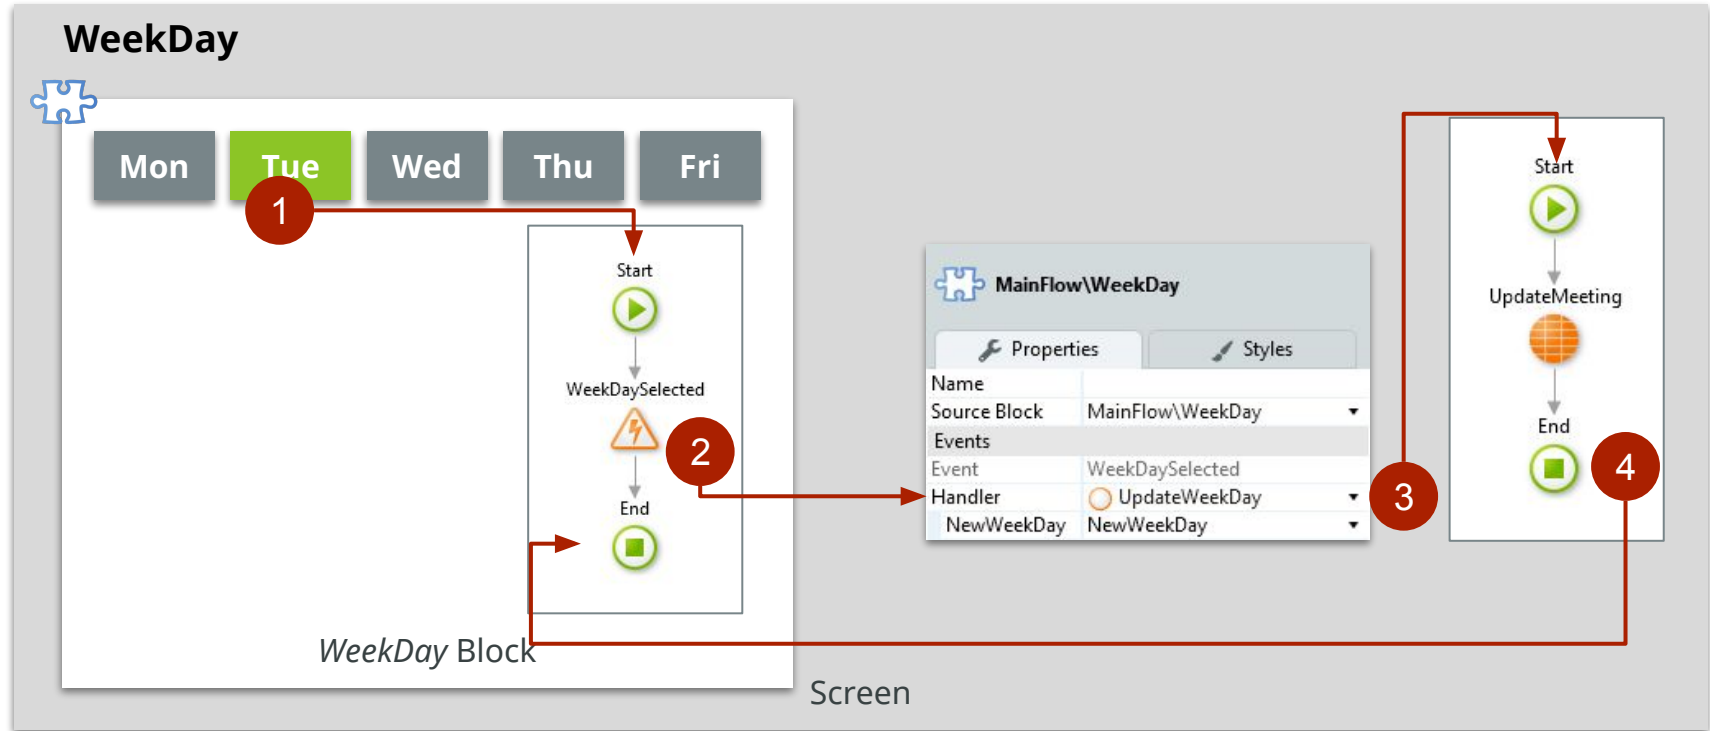 WeekDay
Mon Tue Wed Thu Fri
1
Start
WeekDaySelected
2
End
WeekDay Block
MainFlow\WeekDay
Properties Styles
Name
Source Block MainFlow\WeekDay
Events
Event WeekDaySelected
Handler UpdateWeekDay
NewWeekDay NewWeekDay
3
Start
UpdateMeeting
End
4
Screen